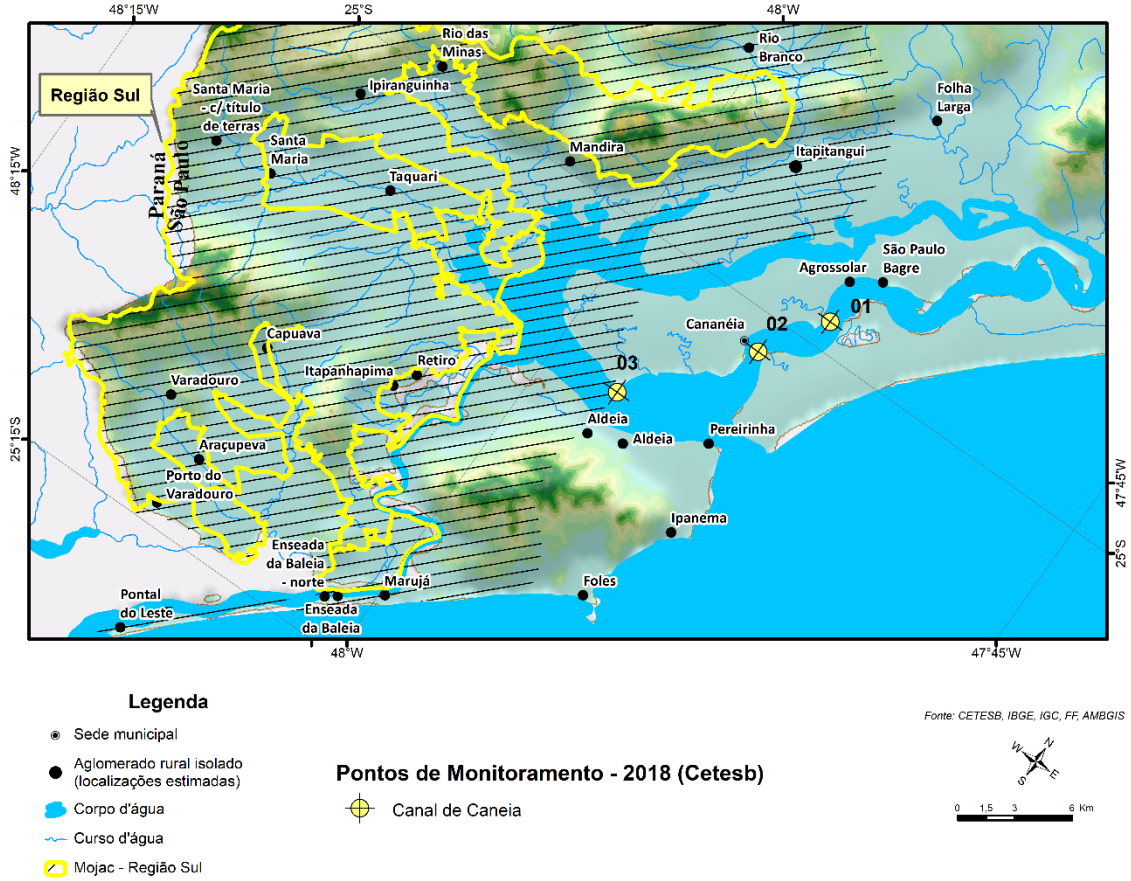 48°15'W
25°S
48°W
Rio das
Minas
Rio
Branco
Região Sul
Santa Maria
- c/ título
de terras
Ipiranguinha
Folha
Larga
Santa
Maria
Mandira
Itapitangui
48°15'W
Paraná
São Paulo
Taquari
São Paulo
Bagre
Agrossolar
01
Cananéia
02
Capuava
Retiro
Itapanhapima
03
Varadouro
Aldeia
Aldeia
Pereirinha
25°15'S
Araçupeva
Porto do
Varadouro
47°45'W
Ipanema
Enseada
da Baleia
- norte
25°S
Pontal
do Leste
Marujá
Foles
Enseada
da Baleia
48°W
47°45'W
Legenda
Sede municipal
Aglomerado rural isolado
(localizações estimadas)
Corpo d'água
Curso d'água
Mojac - Região Sul
Pontos de Monitoramento - 2018 (Cetesb)
Canal de Caneia
Fonte: CETESB, IBGE, IGC, FF, AMBGIS
N
W
E
S
0 1,5 3 6 Km